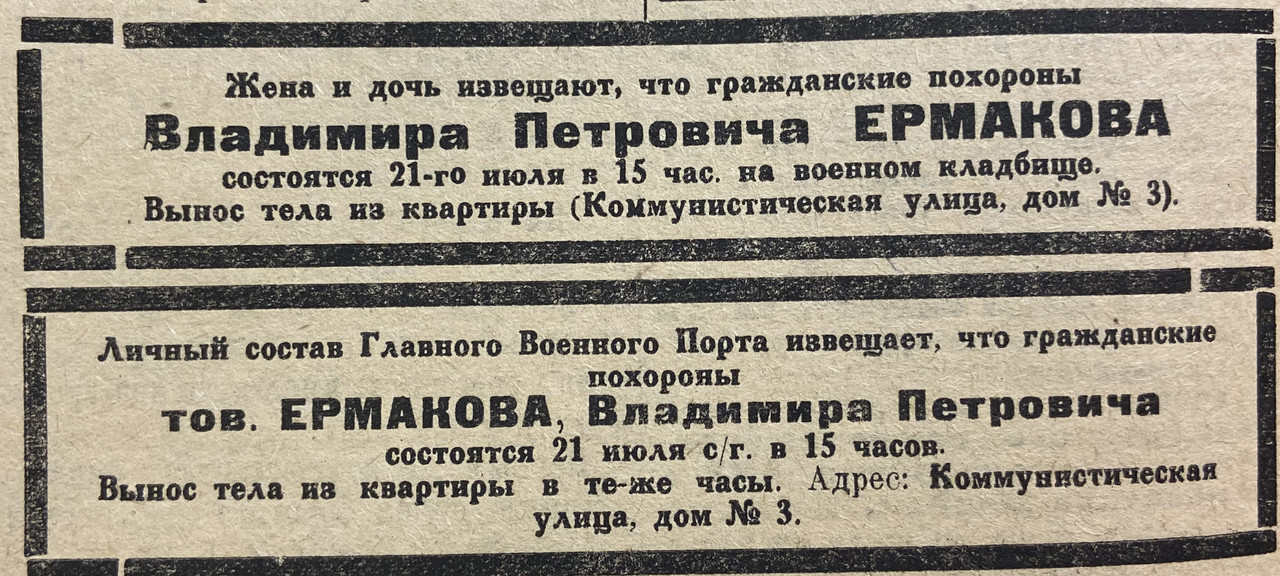 Жена и дочь извещают, что гражданские похороны
Владимира Петровича ЕРМАКОВА
состоятся 21-го июля в 15 час. на военном кладбище.
Вынос тела из квартиры (Коммунистическая улица, дом № 3).
Личный состав Главного Военного Порта извещает, что гражданские
похороны
тов. ЕРМАКОВА, Владимира Петровича
состоятся 21 июля с/г. в 15 часов.
Вынос тела из квартиры в те-же часы. Адрес: Коммунистическая
улица, дом № 3.